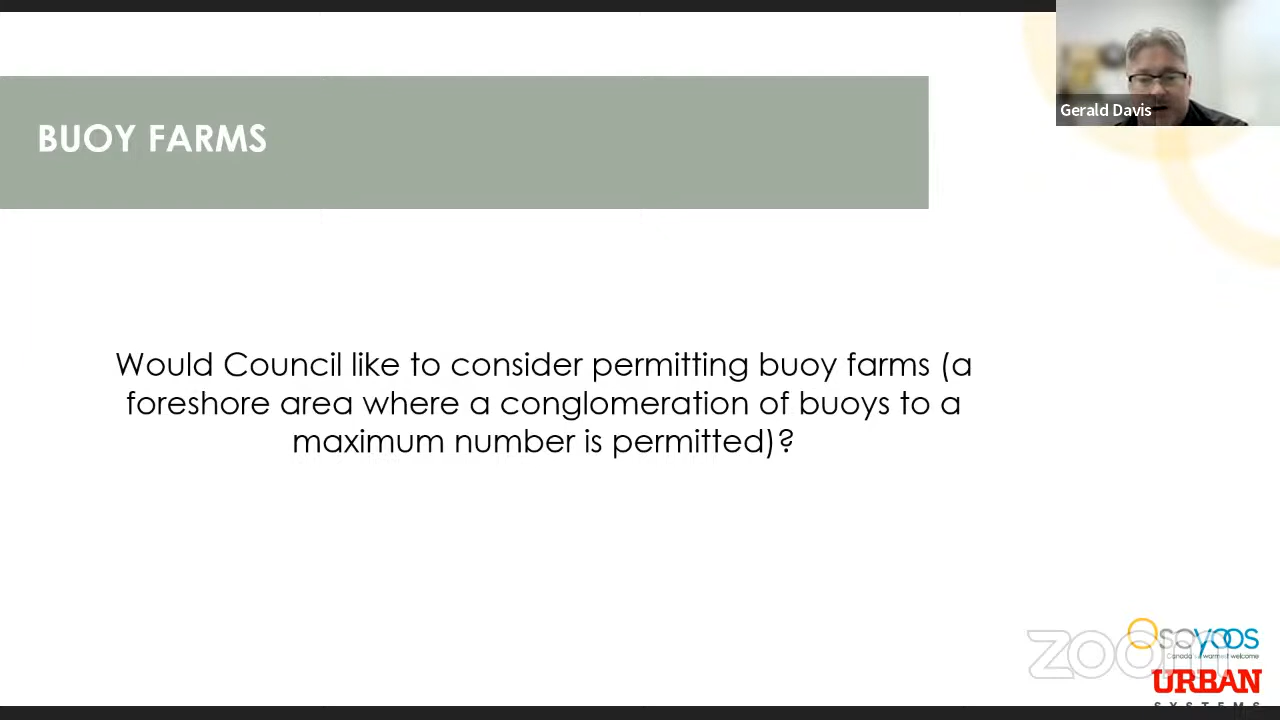 BUOY FARMS
Gerald Davis
Would Council like to consider permitting buoy farms (a
foreshore area where a conglomeration of buoys to a
maximum number is permitted)?
Osoyoos
Canada's warmest welcome
zoom
URBAN
SYSTEMS